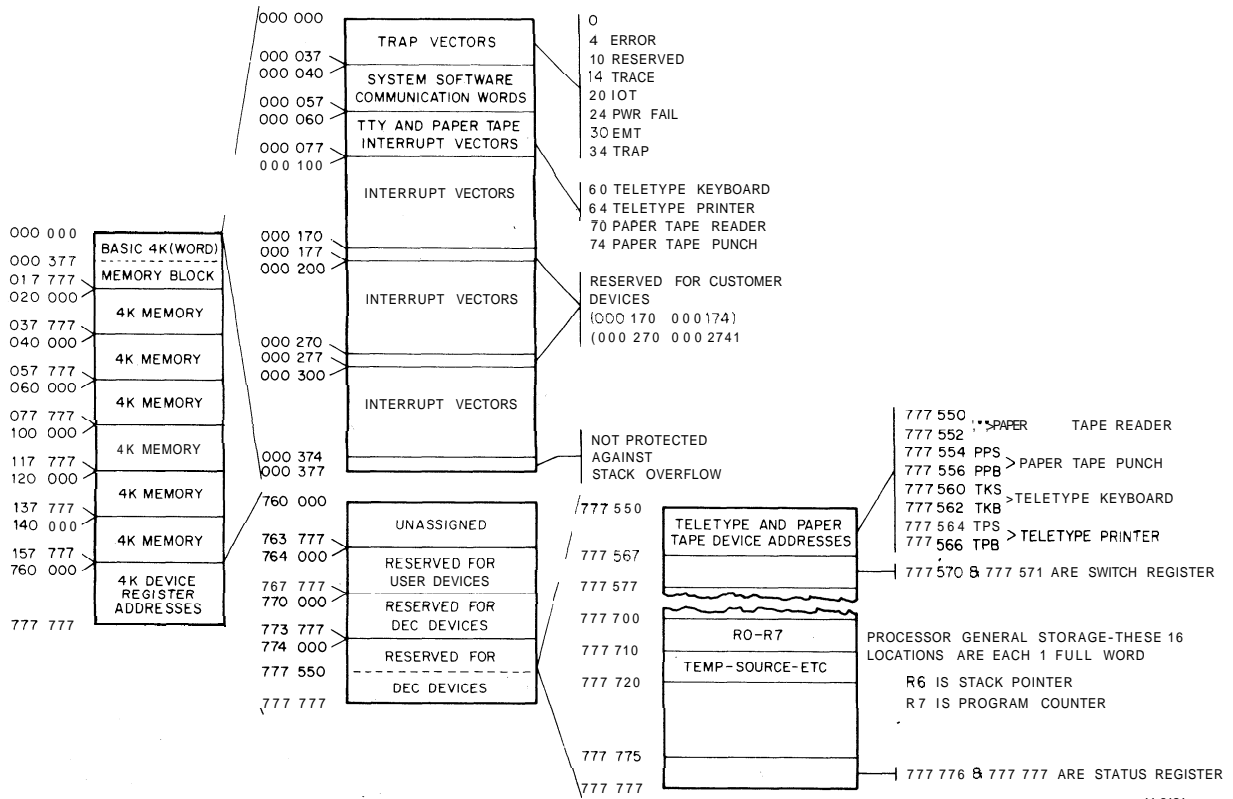 000 000
000 377
017 777
020 000
037 777
040 000
057 777
060 000
077 777
100 000
117 777
120 000
137 777
140 000
157 777
760 000
777 777
BASIC 4K(WORD)
MEMORY BLOCK
4K MEMORY
4K MEMORY
4K MEMORY
4K MEMORY
4K MEMORY
4K MEMORY
4K DEVICE
REGISTER
ADDRESSES
000 000
000 037
000 040
000 057
000 060
000 077
000 100
000 170
000 177
000 200
000 270
000 277
000 300
000 374
000 377
TRAP VECTORS
SYSTEM SOFTWARE
COMMUNICATION WORDS
TTY AND PAPER TAPE
INTERRUPT VECTORS
INTERRUPT VECTORS
INTERRUPT VECTORS
INTERRUPT VECTORS
0
4 ERROR
10 RESERVED
14 TRACE
20 IOT
24 PWR FAIL
30 EMT
34 TRAP
60 TELETYPE KEYBOARD
64 TELETYPE PRINTER
70 PAPER TAPE READER
74 PAPER TAPE PUNCH
RESERVED FOR CUSTOMER
DEVICES
(000 170 000174)
(000 270 000 2741
NOT PROTECTED
AGAINST
STACK OVERFLOW
760 000
763 777
764 000
767 777
770 000
773 777
774 000
777 550
777 777
UNASSIGNED
RESERVED FOR
USER DEVICES
RESERVED FOR
DEC DEVICES
RESERVED FOR
DEC DEVICES
777 550
777 567
777 577
777 700
777 710
777 720
777 775
777 777
TELETYPE AND PAPER
TAPE DEVICE ADDRESSES
R0-R7
TEMP-SOURCE-ETC
777 550
777 552
>PAPER TAPE READER
777 554 PPS
777 556 PPB
>PAPER TAPE PUNCH
777 560 TKS
777 562 TKB
>TELETYPE KEYBOARD
777 564 TPS
777 566 TPB
>TELETYPE PRINTER
777 570 & 777 571 ARE SWITCH REGISTER
PROCESSOR GENERAL STORAGE-THESE 16
LOCATIONS ARE EACH 1 FULL WORD
R6 IS STACK POINTER
R7 IS PROGRAM COUNTER
777 776 & 777 777 ARE STATUS REGISTER